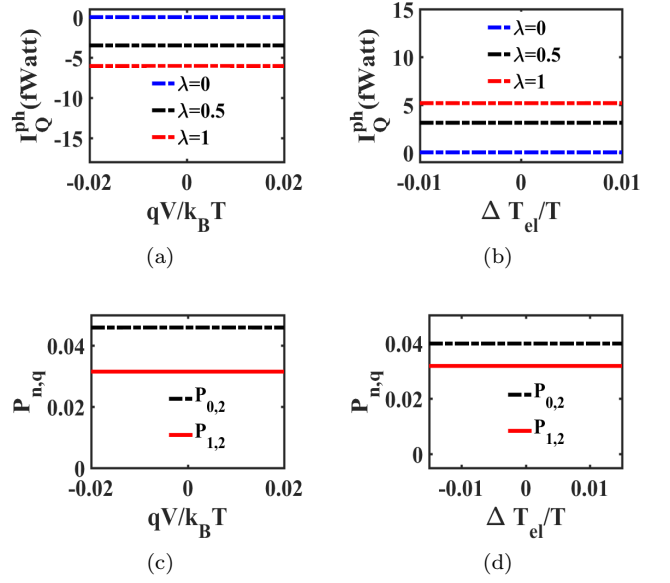 0
-5
-10
-15
I_Q^ph (fWatt)
λ=0
λ=0.5
λ=1
-0.02 0 0.02
qV/k_B T
(a)
15
10
5
0
I_Q^ph (fWatt)
λ=0
λ=0.5
λ=1
-0.01 0 0.01
Δ T_el/T
(b)
0.04
0.02
0
P_n,q
P_0,2
P_1,2
-0.02 0 0.02
qV/k_B T
(c)
0.04
0.02
0
P_n,q
P_0,2
P_1,2
-0.01 0 0.01
Δ T_el/T
(d)